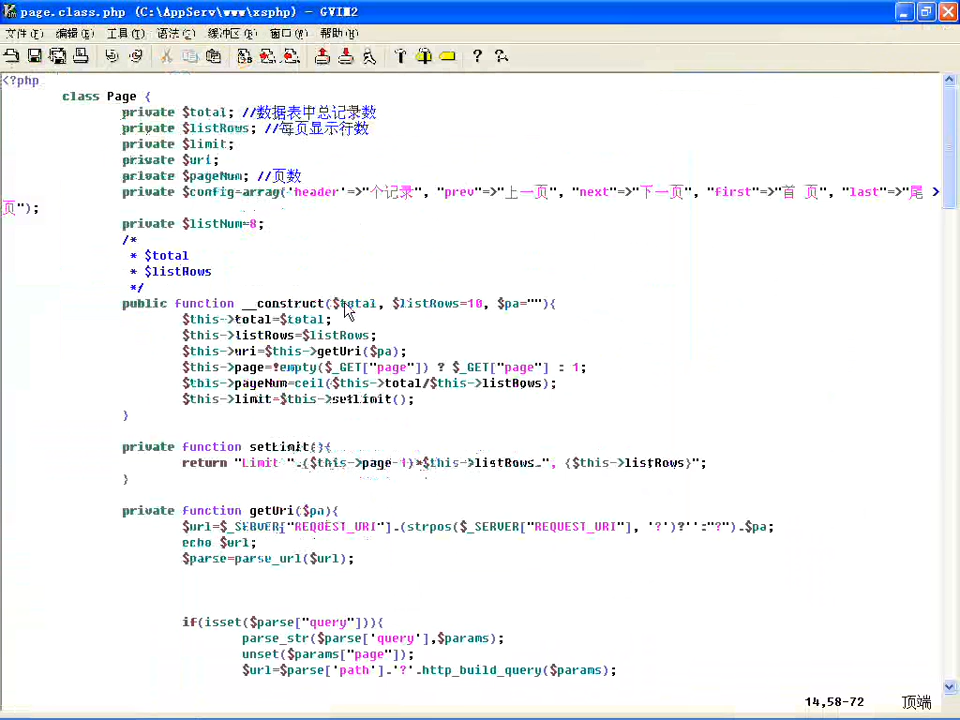 page.class.php (C:\AppServ\www\xsphp) - GVIM2
文件(F) 编辑(E) 工具(T) 语法(S) 缓冲区(B) 窗口(W) 帮助(H)
<?php
class Page {
private $total; //数据表中总记录数
private $listRows; //每页显示行数
private $limit;
private $uri;
private $pageNum; //页数
private $config=array('header'=>"个记录", "prev"=>"上一页", "next"=>"下一页", "first"=>"首 页", "last"=>"尾
页");
private $listNum=8;
/*
* $total
* $listRows
*/
public function __construct($total, $listRows=10, $pa=""){
$this->total=$total;
$this->listRows=$listRows;
$this->uri=$this->getUri($pa);
$this->page=!empty($_GET["page"]) ? $_GET["page"] : 1;
$this->pageNum=ceil($this->total/$this->listRows);
$this->limit=$this->setLimit();
}
private function setLimit(){
return "Limit ".($this->page-1)*$this->listRows.", {$this->listRows}";
}
private function getUri($pa){
$url=$_SERVER["REQUEST_URI"].(strpos($_SERVER["REQUEST_URI"], '?')?'':"?").$pa;
echo $url;
$parse=parse_url($url);
if(isset($parse["query"])){
parse_str($parse['query'],$params);
unset($params["page"]);
$url=$parse['path'].'?'.http_build_query($params);
14,58-72 顶端